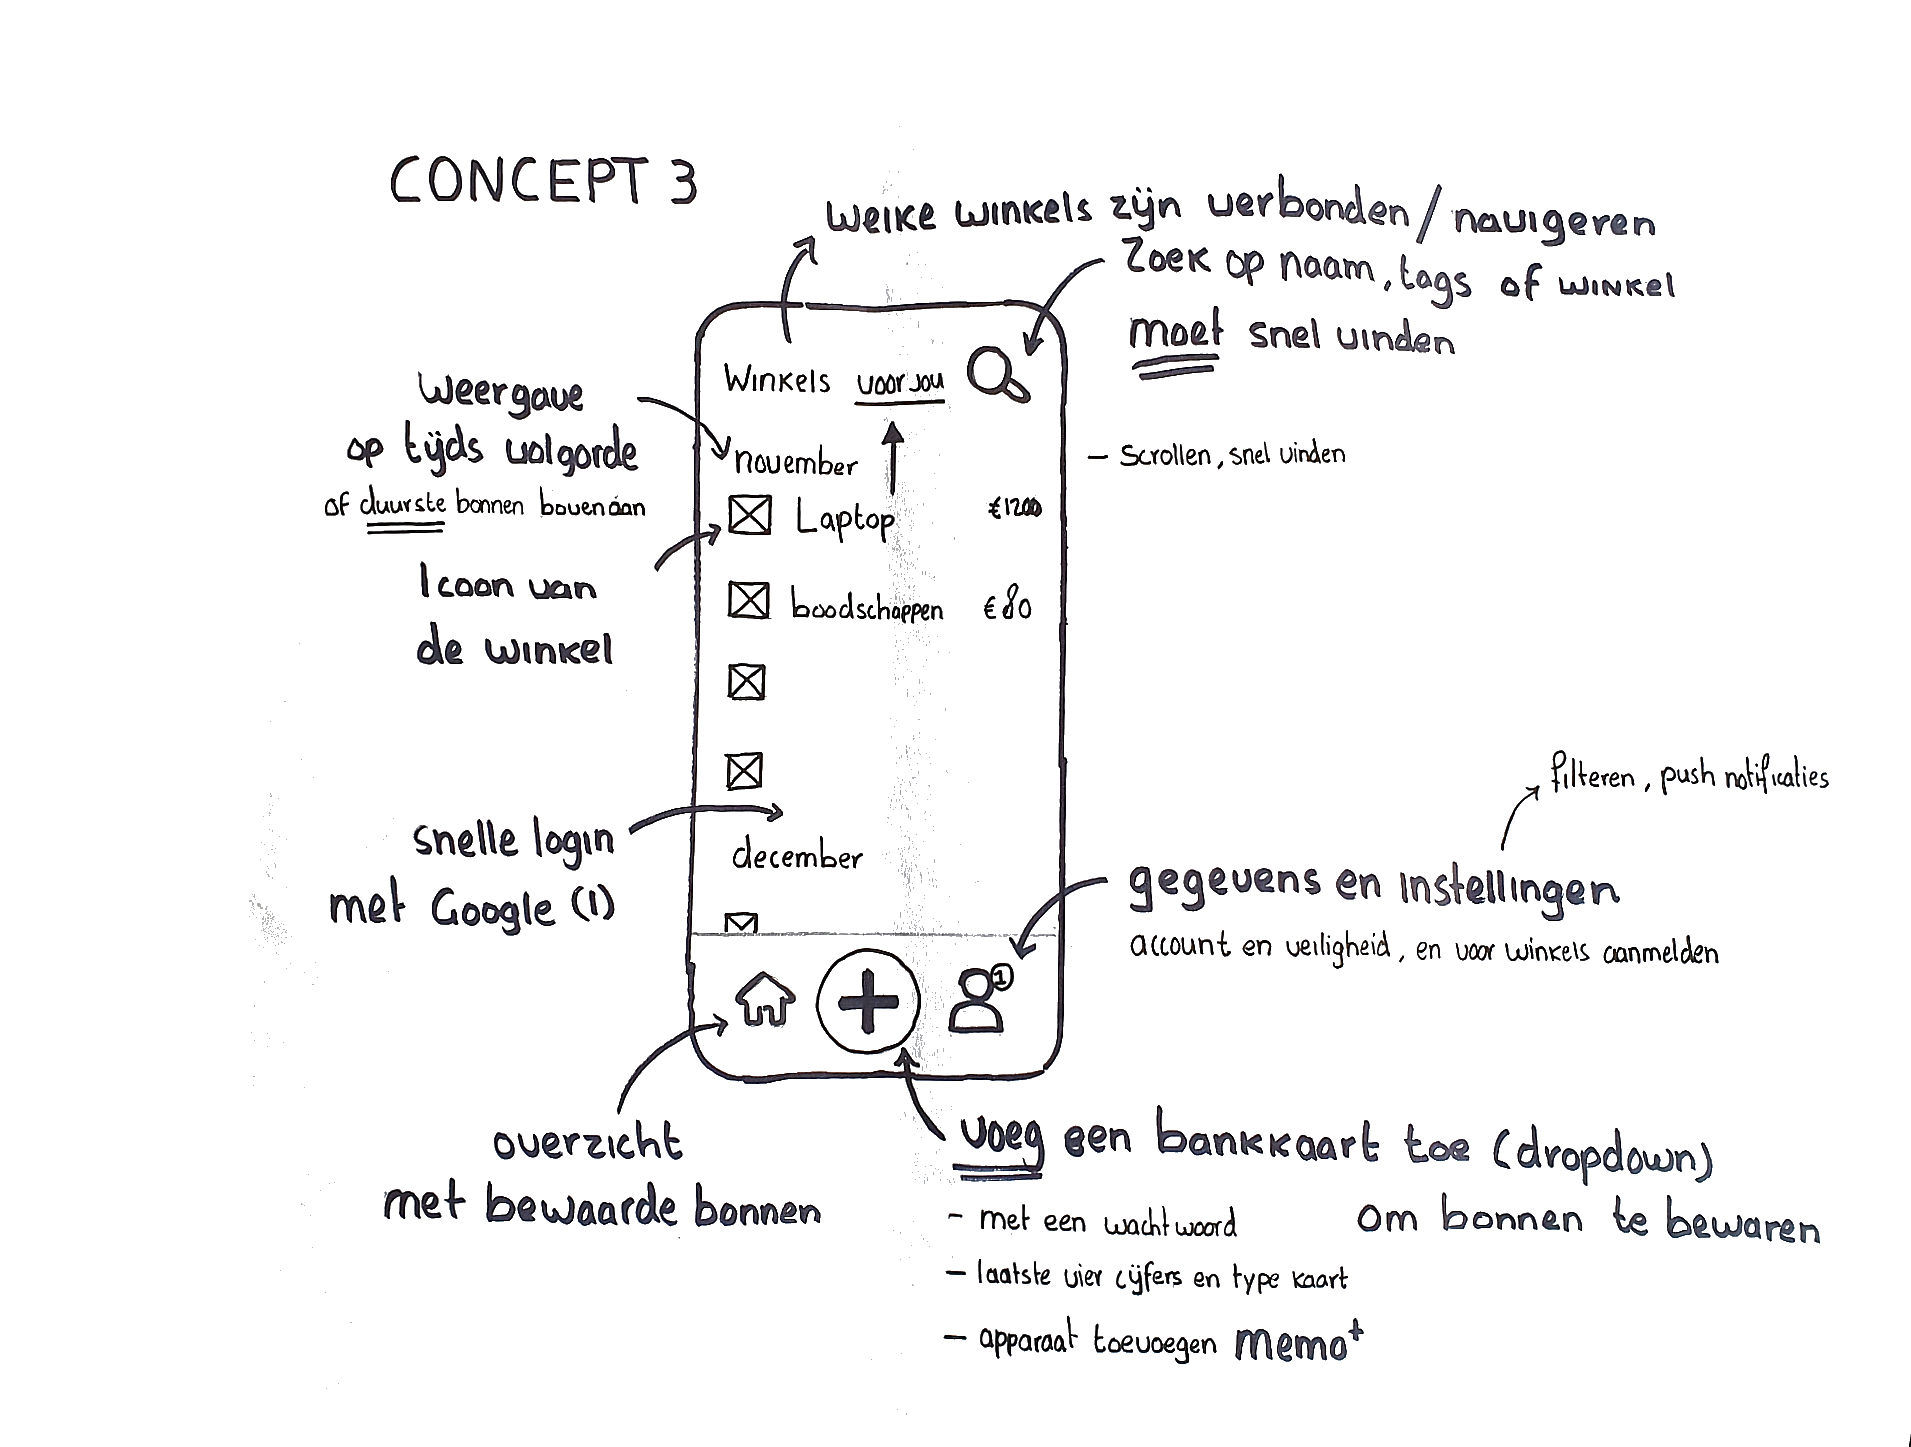 CONCEPT 3
welke winkels zijn verbonden / navigeren
Zoek op naam, tags of winkel
moet snel vinden
Winkels voor jou
weergave
op tijds volgorde
of duurste bonnen bovenaan
november
– Scrollen, snel vinden
Laptop €1200
Icoon van
de winkel
boodschappen €80
filteren, push notificaties
snelle login
met Google (1)
december
gegevens en instellingen
account en veiligheid, en voor winkels aanmelden
1
overzicht
met bewaarde bonnen
voeg een bankkaart toe (dropdown)
om bonnen te bewaren
- met een wachtwoord
– laatste vier cijfers en type kaart
– apparaat toevoegen memo+